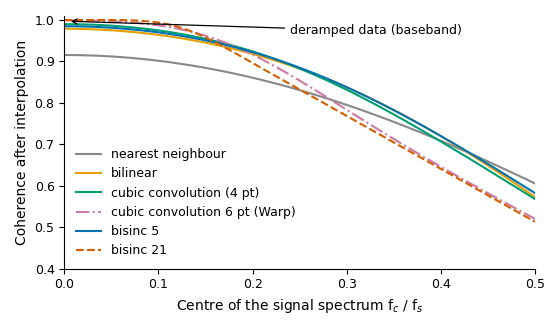 1.0
0.9
0.8
0.7
0.6
0.5
0.4
Coherence after interpolation
deramped data (baseband)
nearest neighbour
bilinear
cubic convolution (4 pt)
cubic convolution 6 pt (Warp)
bisinc 5
bisinc 21
0.0 0.1 0.2 0.3 0.4 0.5
Centre of the signal spectrum fc / fs